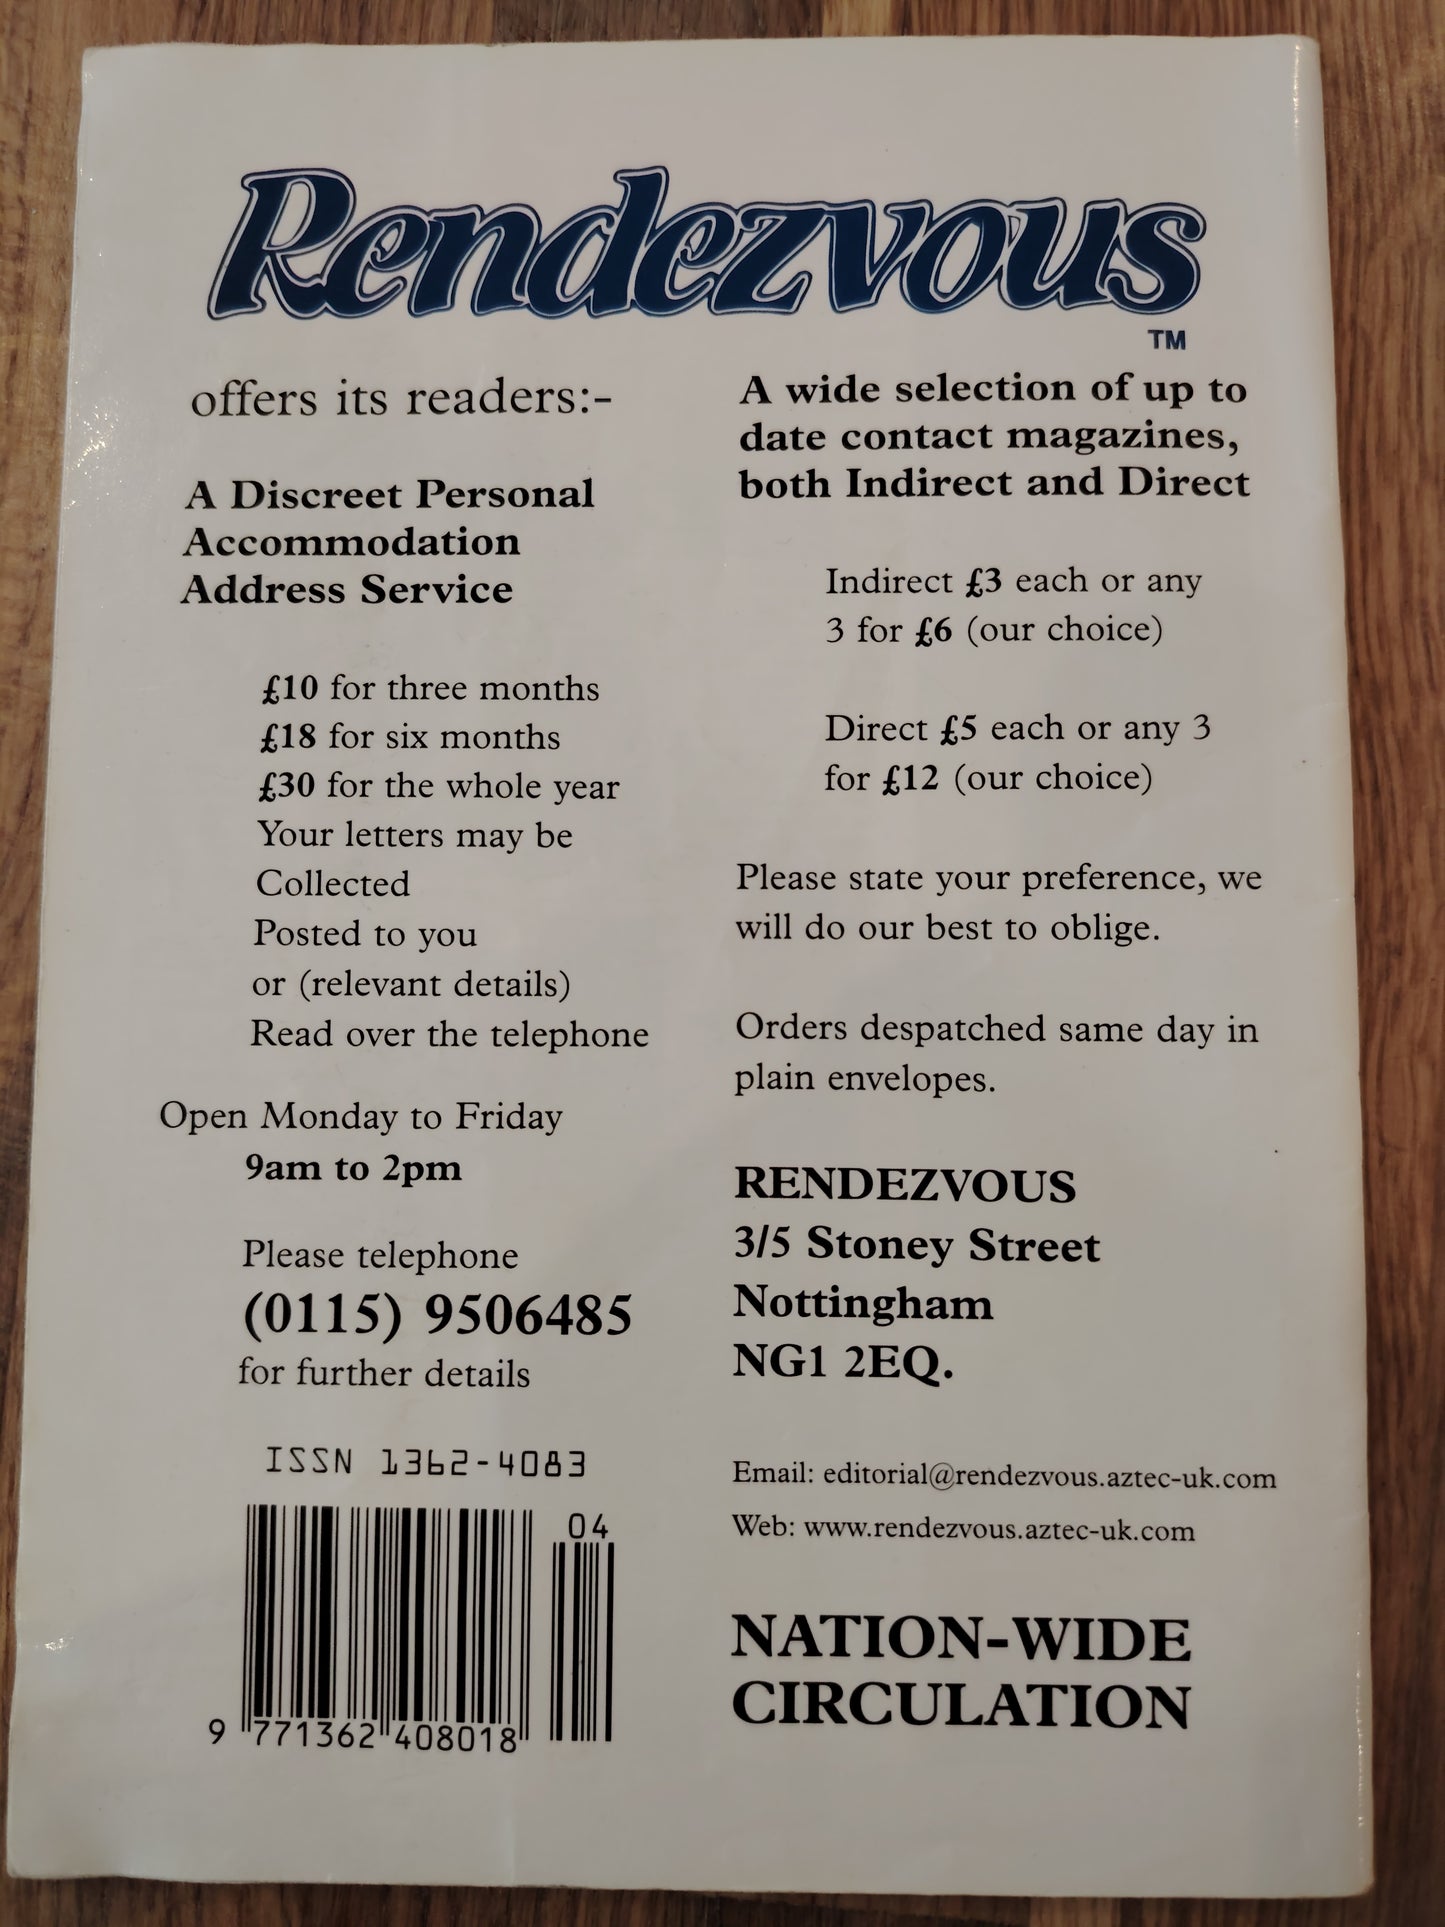 Rendezvous
TM
offers its readers:-
A Discreet Personal
Accommodation
Address Service
£10 for three months
£18 for six months
£30 for the whole year
Your letters may be
Collected
Posted to you
or (relevant details)
Read over the telephone
Open Monday to Friday
9am to 2pm
Please telephone
(0115) 9506485
for further details
ISSN 1362-4083
04
9 771362 408018
A wide selection of up to
date contact magazines,
both Indirect and Direct
Indirect £3 each or any
3 for £6 (our choice)
Direct £5 each or any 3
for £12 (our choice)
Please state your preference, we
will do our best to oblige.
Orders despatched same day in
plain envelopes.
RENDEZVOUS
3/5 Stoney Street
Nottingham
NG1 2EQ.
Email: editorial@rendezvous.aztec-uk.com
Web: www.rendezvous.aztec-uk.com
NATION-WIDE
CIRCULATION